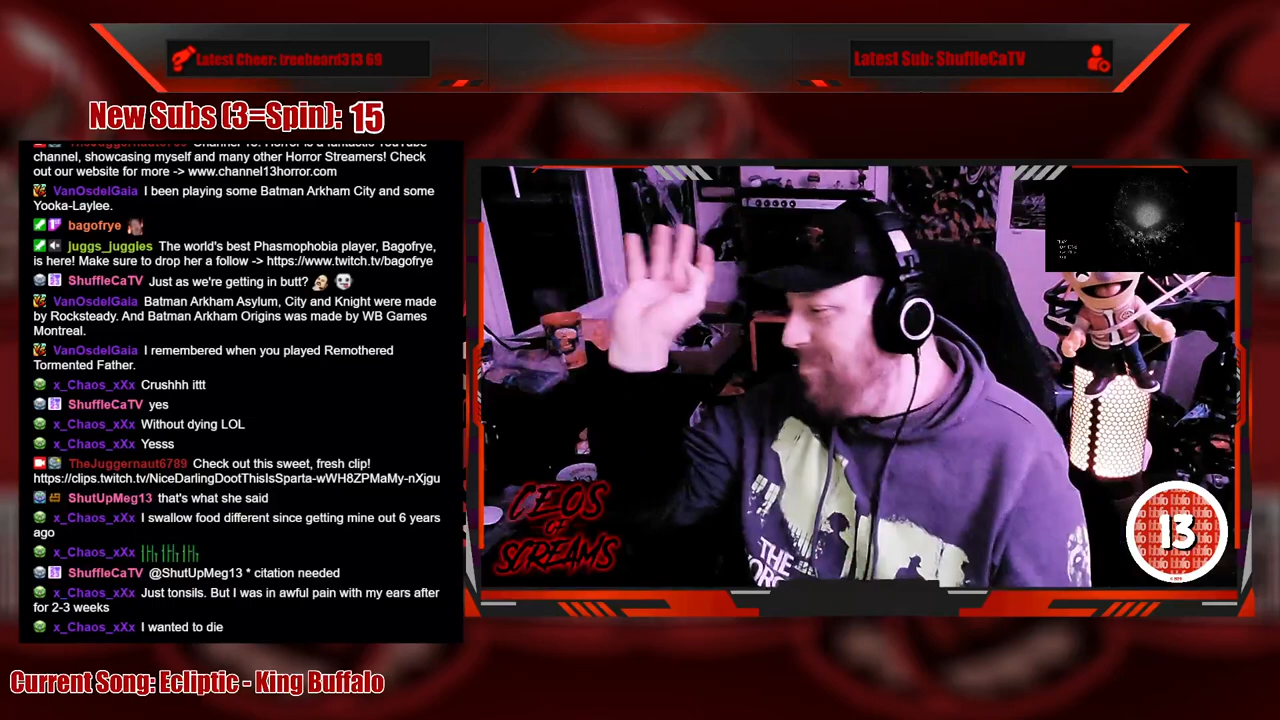 Latest Cheer: treebeard313 69
Latest Sub: ShuffleCaTV
New Subs (3=Spin): 15
channel, showcasing myself and many other Horror Streamers! Check
out our website for more -> www.channel13horror.com
VanOsdelGaia I been playing some Batman Arkham City and some
Yooka-Laylee.
bagofrye
juggs_juggies The world's best Phasmophobia player, Bagofrye,
is here! Make sure to drop her a follow -> https://www.twitch.tv/bagofrye
ShuffleCaTV Just as we're getting in butt?
VanOsdelGaia Batman Arkham Asylum, City and Knight were made
by Rocksteady. And Batman Arkham Origins was made by WB Games
Montreal.
VanOsdelGaia I remembered when you played Remothered
Tormented Father.
x_Chaos_xXx Crushhh ittt
ShuffleCaTV yes
x_Chaos_xXx Without dying LOL
x_Chaos_xXx Yesss
TheJuggernaut6789 Check out this sweet, fresh clip!
https://clips.twitch.tv/NiceDarlingDootThisIsSparta-wWH8ZPMaMy-nXjgu
ShutUpMeg13 that's what she said
x_Chaos_xXx I swallow food different since getting mine out 6 years
ago
x_Chaos_xXx
ShuffleCaTV @ShutUpMeg13 * citation needed
x_Chaos_xXx Just tonsils. But I was in awful pain with my ears after
for 2-3 weeks
x_Chaos_xXx I wanted to die
CEOS
OF
SCREAMS
THE
13
Current Song: Ecliptic - King Buffalo